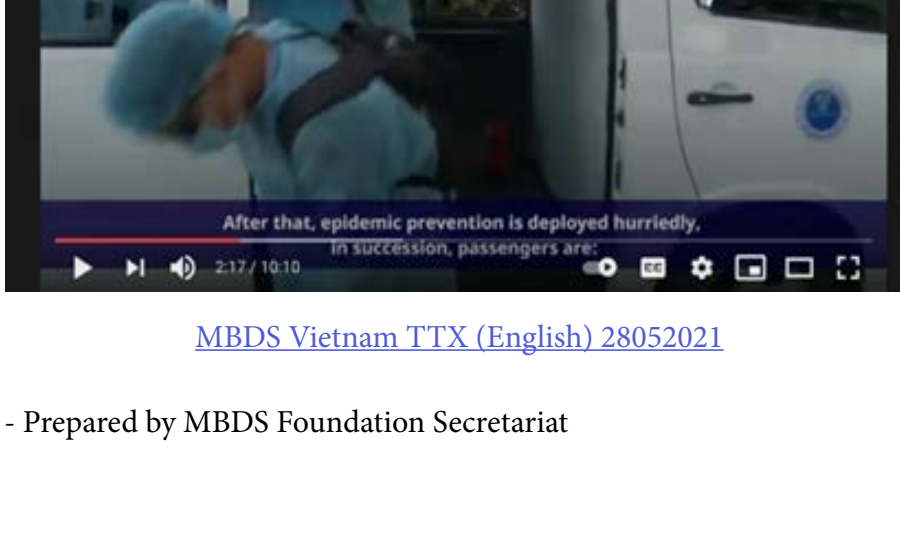 After that, epidemic prevention is deployed hurriedly,
in succession, passengers are:
2:17 / 10:10
CC
MBDS Vietnam TTX (English) 28052021
- Prepared by MBDS Foundation Secretariat